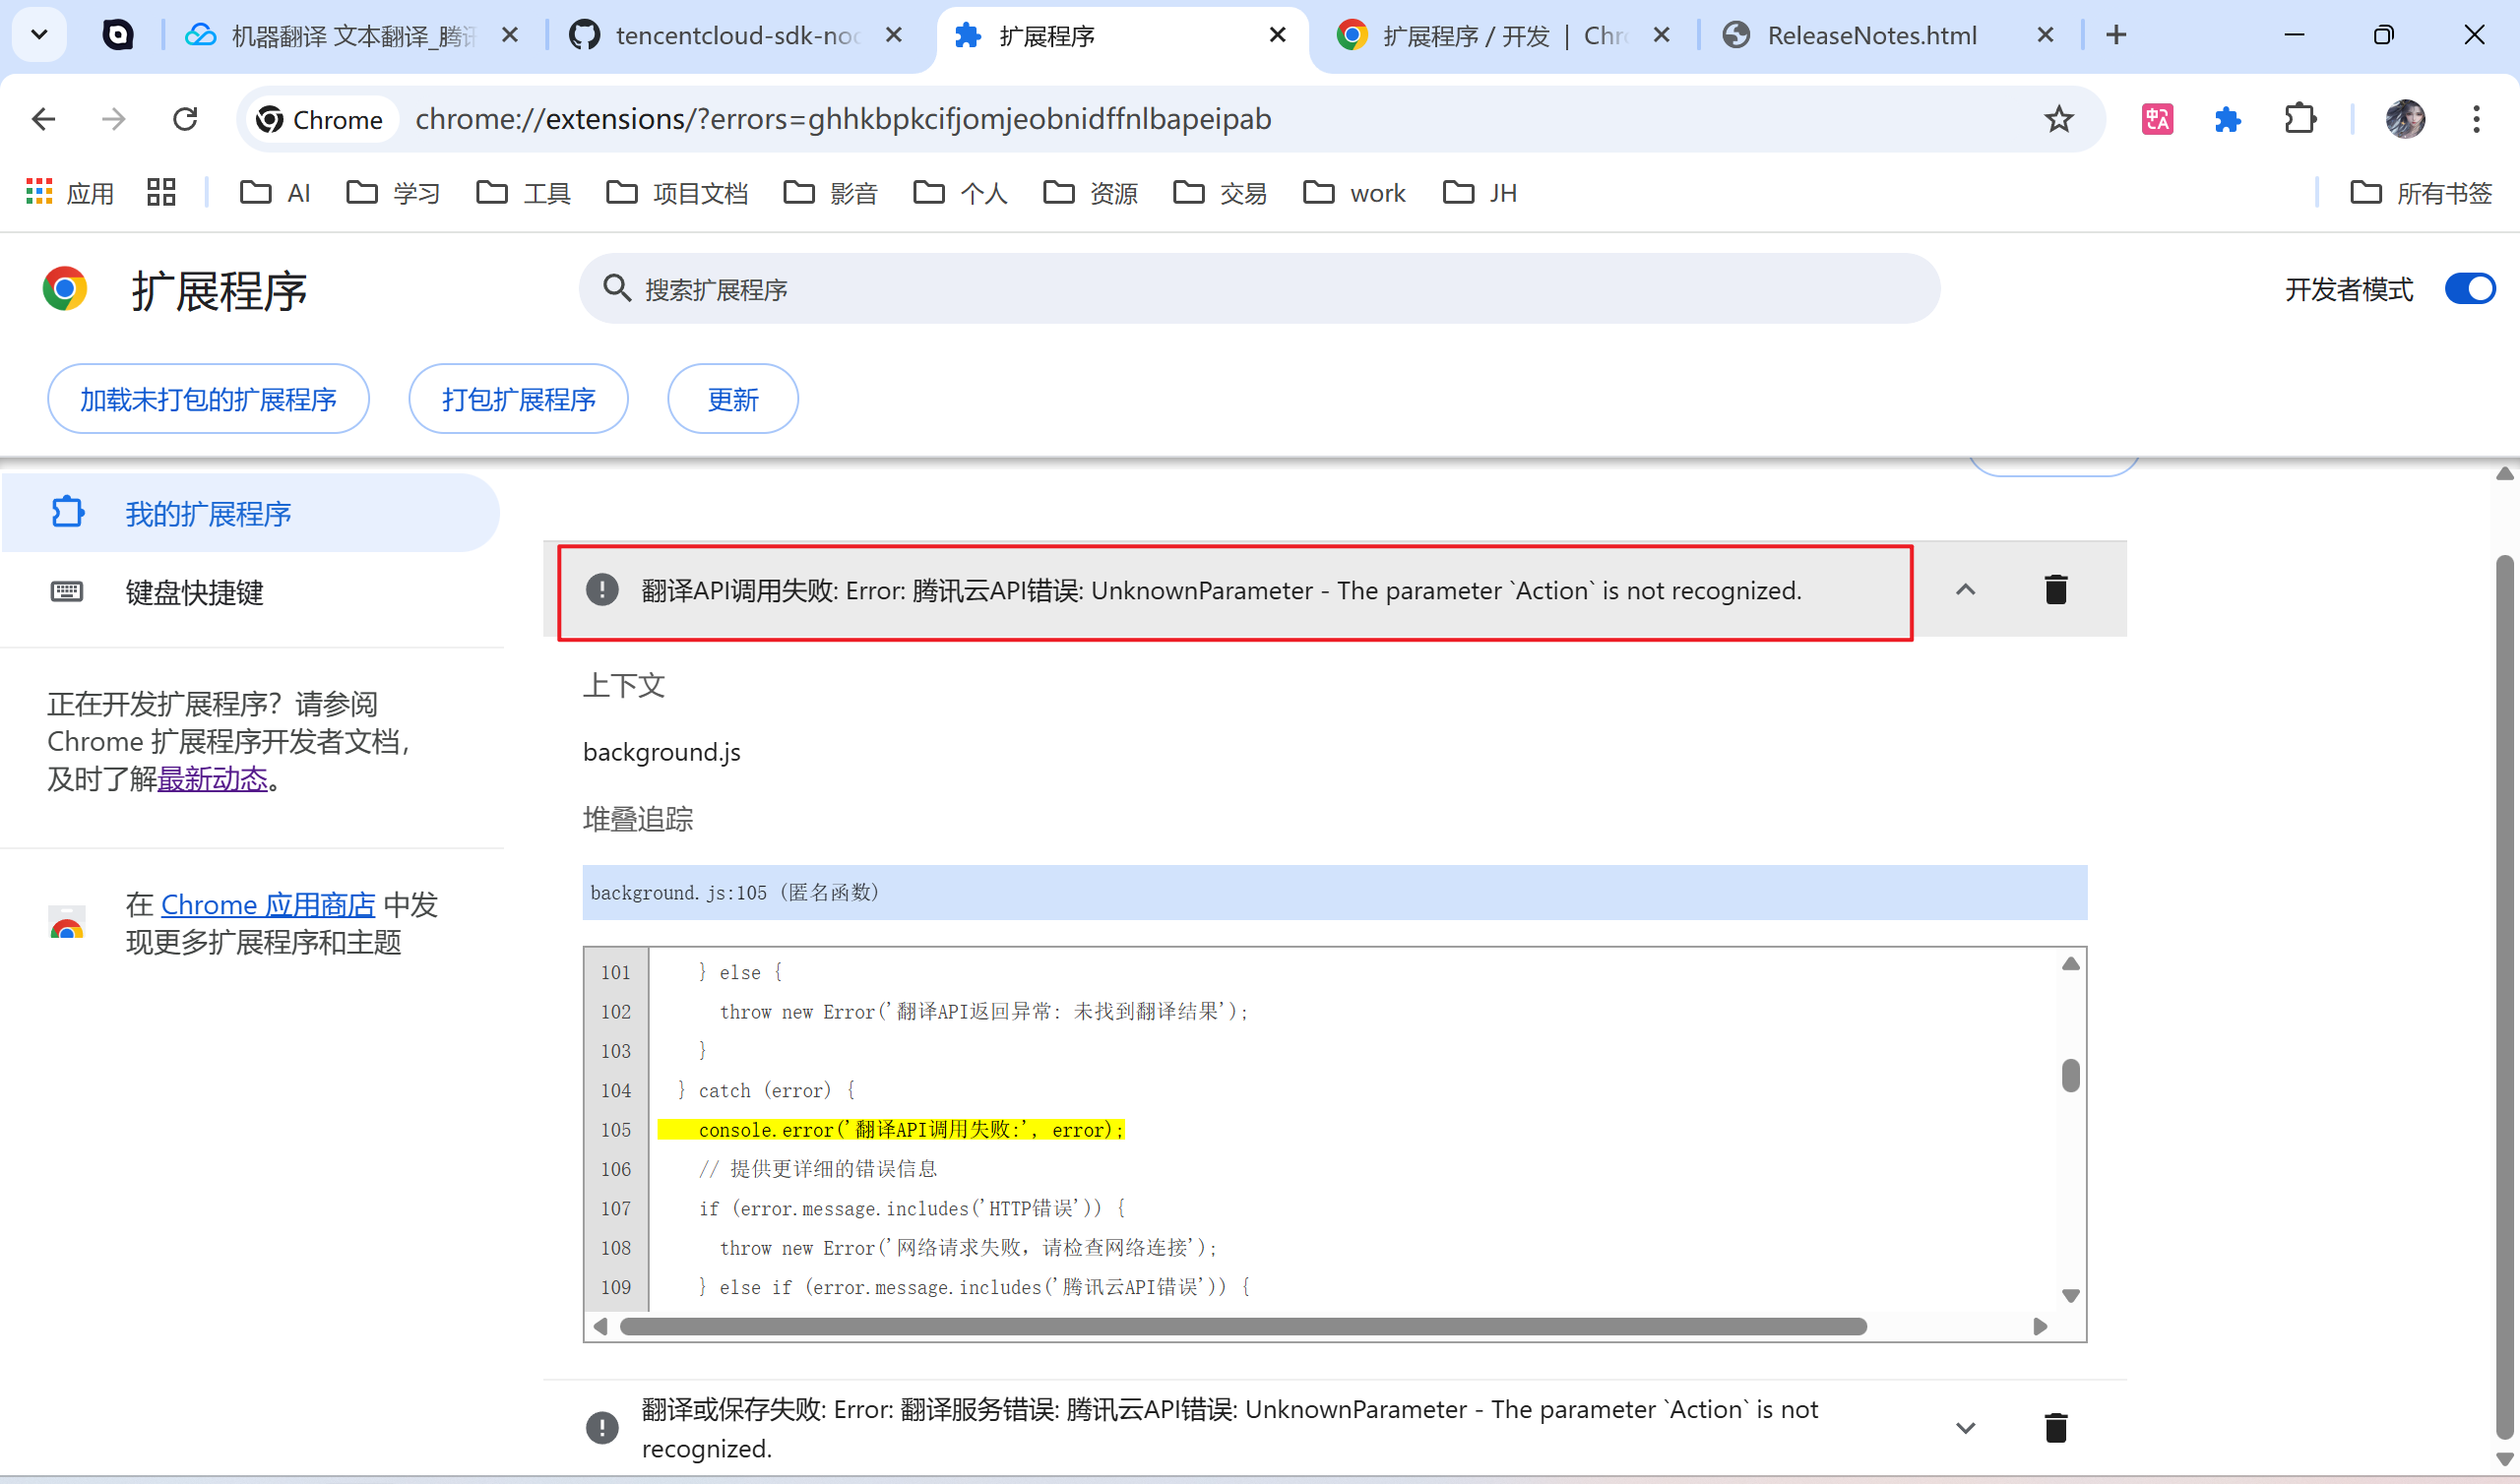 机器翻译 文本翻译_腾讯
tencentcloud-sdk-noc
扩展程序
扩展程序 / 开发 | Chr
ReleaseNotes.html
Chrome
chrome://extensions/?errors=ghhkbpkcifjomjeobnidffnlbapeipab
应用
AI
学习
工具
项目文档
影音
个人
资源
交易
work
JH
所有书签
扩展程序
搜索扩展程序
开发者模式
加载未打包的扩展程序
打包扩展程序
更新
我的扩展程序
键盘快捷键
正在开发扩展程序？请参阅
Chrome 扩展程序开发者文档，
及时了解最新动态。
在 Chrome 应用商店 中发
现更多扩展程序和主题
翻译API调用失败: Error: 腾讯云API错误: UnknownParameter - The parameter `Action` is not recognized.
上下文
background.js
堆叠追踪
background.js:105（匿名函数）
101 } else {
102 throw new Error('翻译API返回异常: 未找到翻译结果');
103 }
104 } catch (error) {
105 console.error('翻译API调用失败:', error);
106 // 提供更详细的错误信息
107 if (error.message.includes('HTTP错误')) {
108 throw new Error('网络请求失败，请检查网络连接');
109 } else if (error.message.includes('腾讯云API错误')) {
翻译或保存失败: Error: 翻译服务错误: 腾讯云API错误: UnknownParameter - The parameter `Action` is not
recognized.